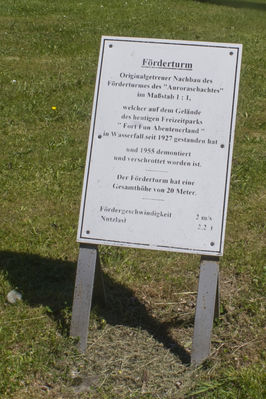 Förderturm
Originalgetreuer Nachbau des
Förderturmes des "Auroraschachtes"
im Maßstab 1 : 1,
welcher auf dem Gelände
des heutigen Freizeitparks
" Fort Fun Abenteuerland "
in Wasserfall seit 1927 gestanden hat
und 1955 demontiert
und verschrottet worden ist.
Der Förderturm hat eine
Gesamthöhe von 20 Meter.
Fördergeschwindigkeit 2 m/s
Nutzlast 2,2 t